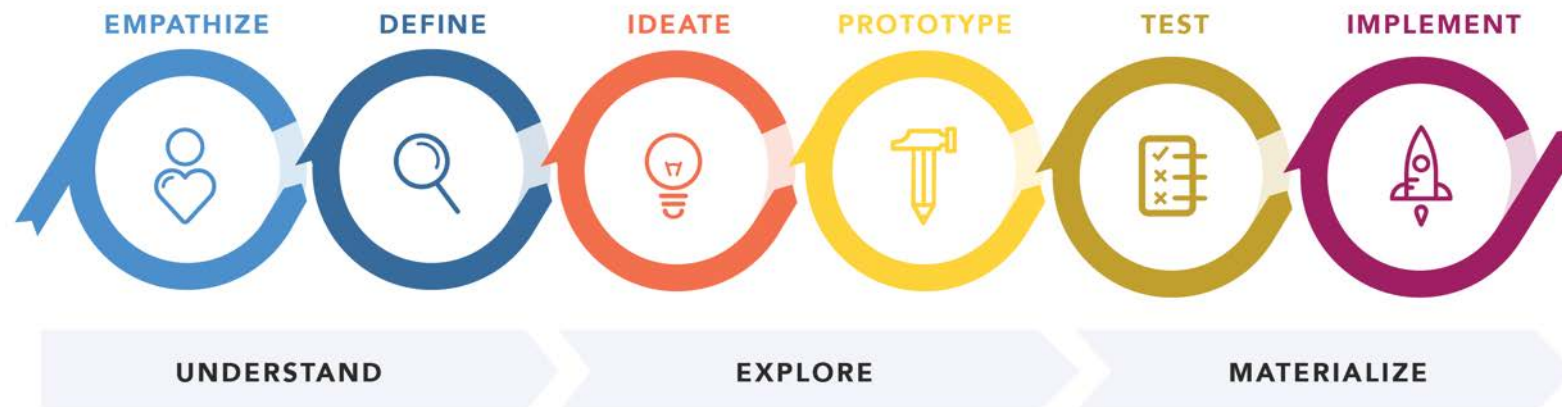 EMPATHIZE
DEFINE
IDEATE
PROTOTYPE
TEST
IMPLEMENT
UNDERSTAND
EXPLORE
MATERIALIZE